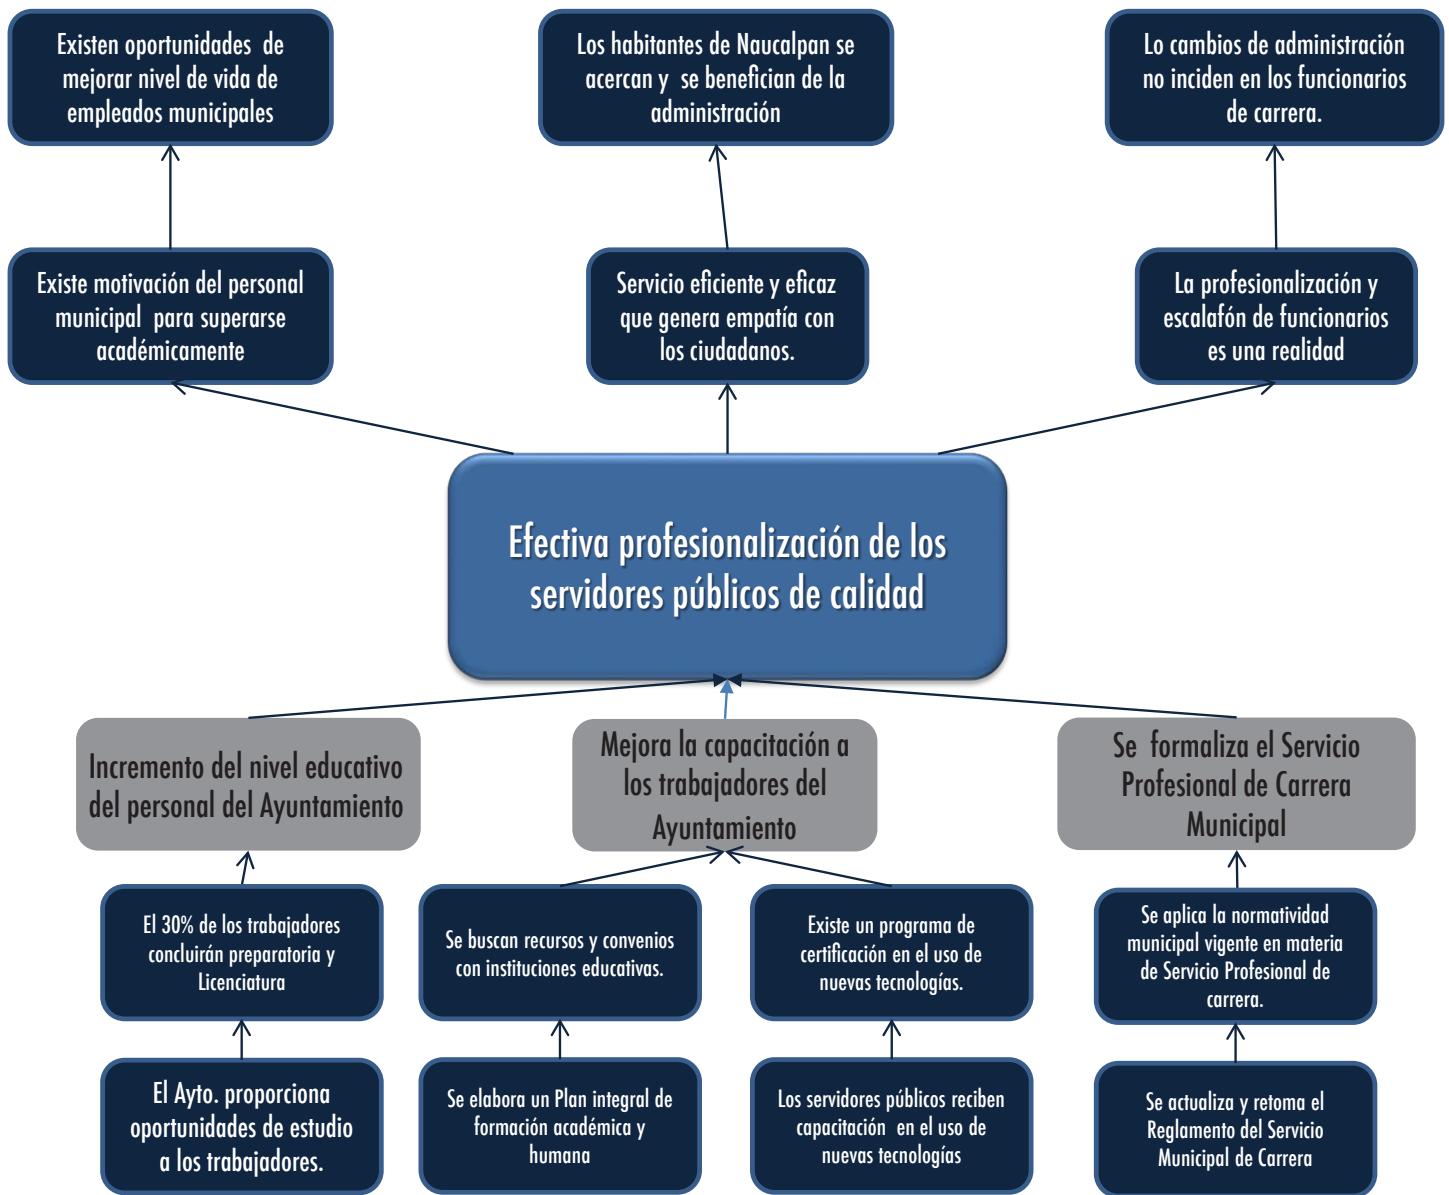 Existen oportunidades de
mejorar nivel de vida de
empleados municipales
Los habitantes de Naucalpan se
acercan y se benefician de la
administración
Lo cambios de administración
no inciden en los funcionarios
de carrera.
Existe motivación del personal
municipal para superarse
académicamente
Servicio eficiente y eficaz
que genera empatía con
los ciudadanos.
La profesionalización y
escalafón de funcionarios
es una realidad
Efectiva profesionalización de los
servidores públicos de calidad
Incremento del nivel educativo
del personal del Ayuntamiento
Mejora la capacitación a
los trabajadores del
Ayuntamiento
Se formaliza el Servicio
Profesional de Carrera
Municipal
El 30% de los trabajadores
concluirán preparatoria y
Licenciatura
Se buscan recursos y convenios
con instituciones educativas.
Existe un programa de
certificación en el uso de
nuevas tecnologías.
Se aplica la normatividad
municipal vigente en materia
de Servicio Profesional de
carrera.
El Ayto. proporciona
oportunidades de estudio
a los trabajadores.
Se elabora un Plan integral de
formación académica y
humana
Los servidores públicos reciben
capacitación en el uso de
nuevas tecnologías
Se actualiza y retoma el
Reglamento del Servicio
Municipal de Carrera